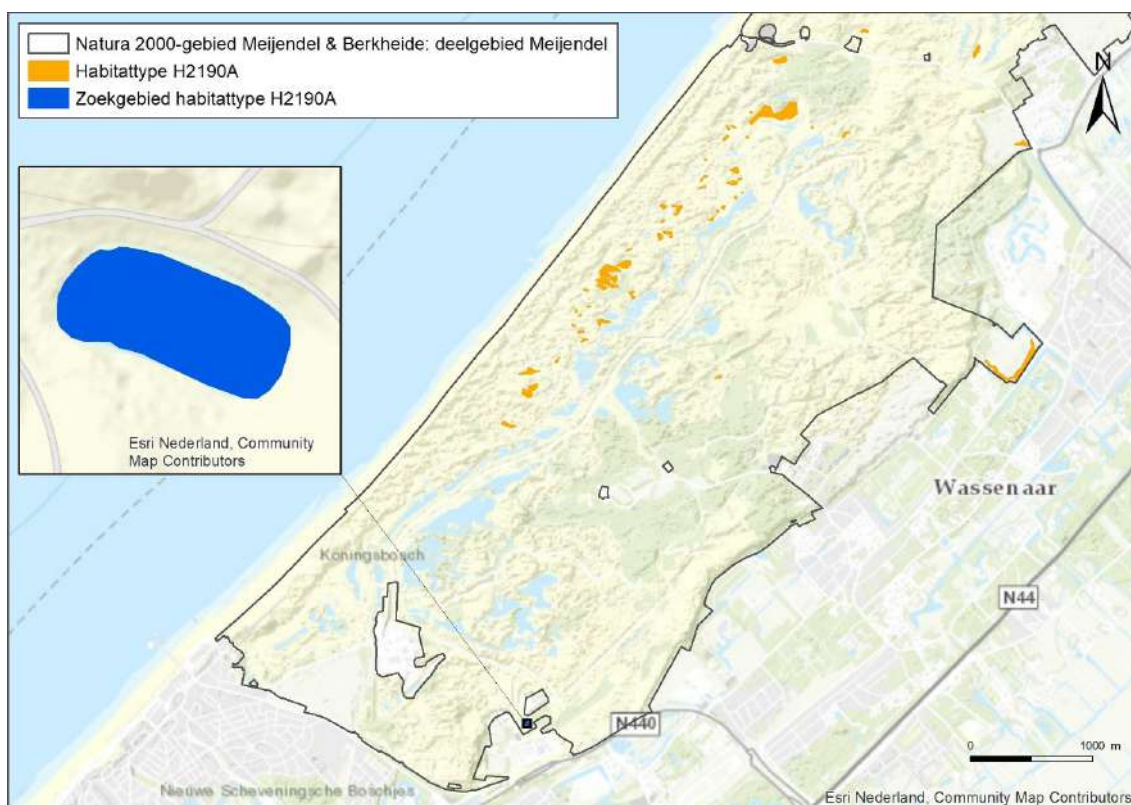 Natura 2000-gebied Meijendel & Berkheide: deelgebied Meijendel
Habitattype H2190A
Zoekgebied habitattype H2190A
N
Esri Nederland, Community
Map Contributors
Wassenaar
Koningsbosch
N44
N440
0 1000 m
Nieuwe Scheveningsche Boschjes
Esri Nederland, Community Map Contributors